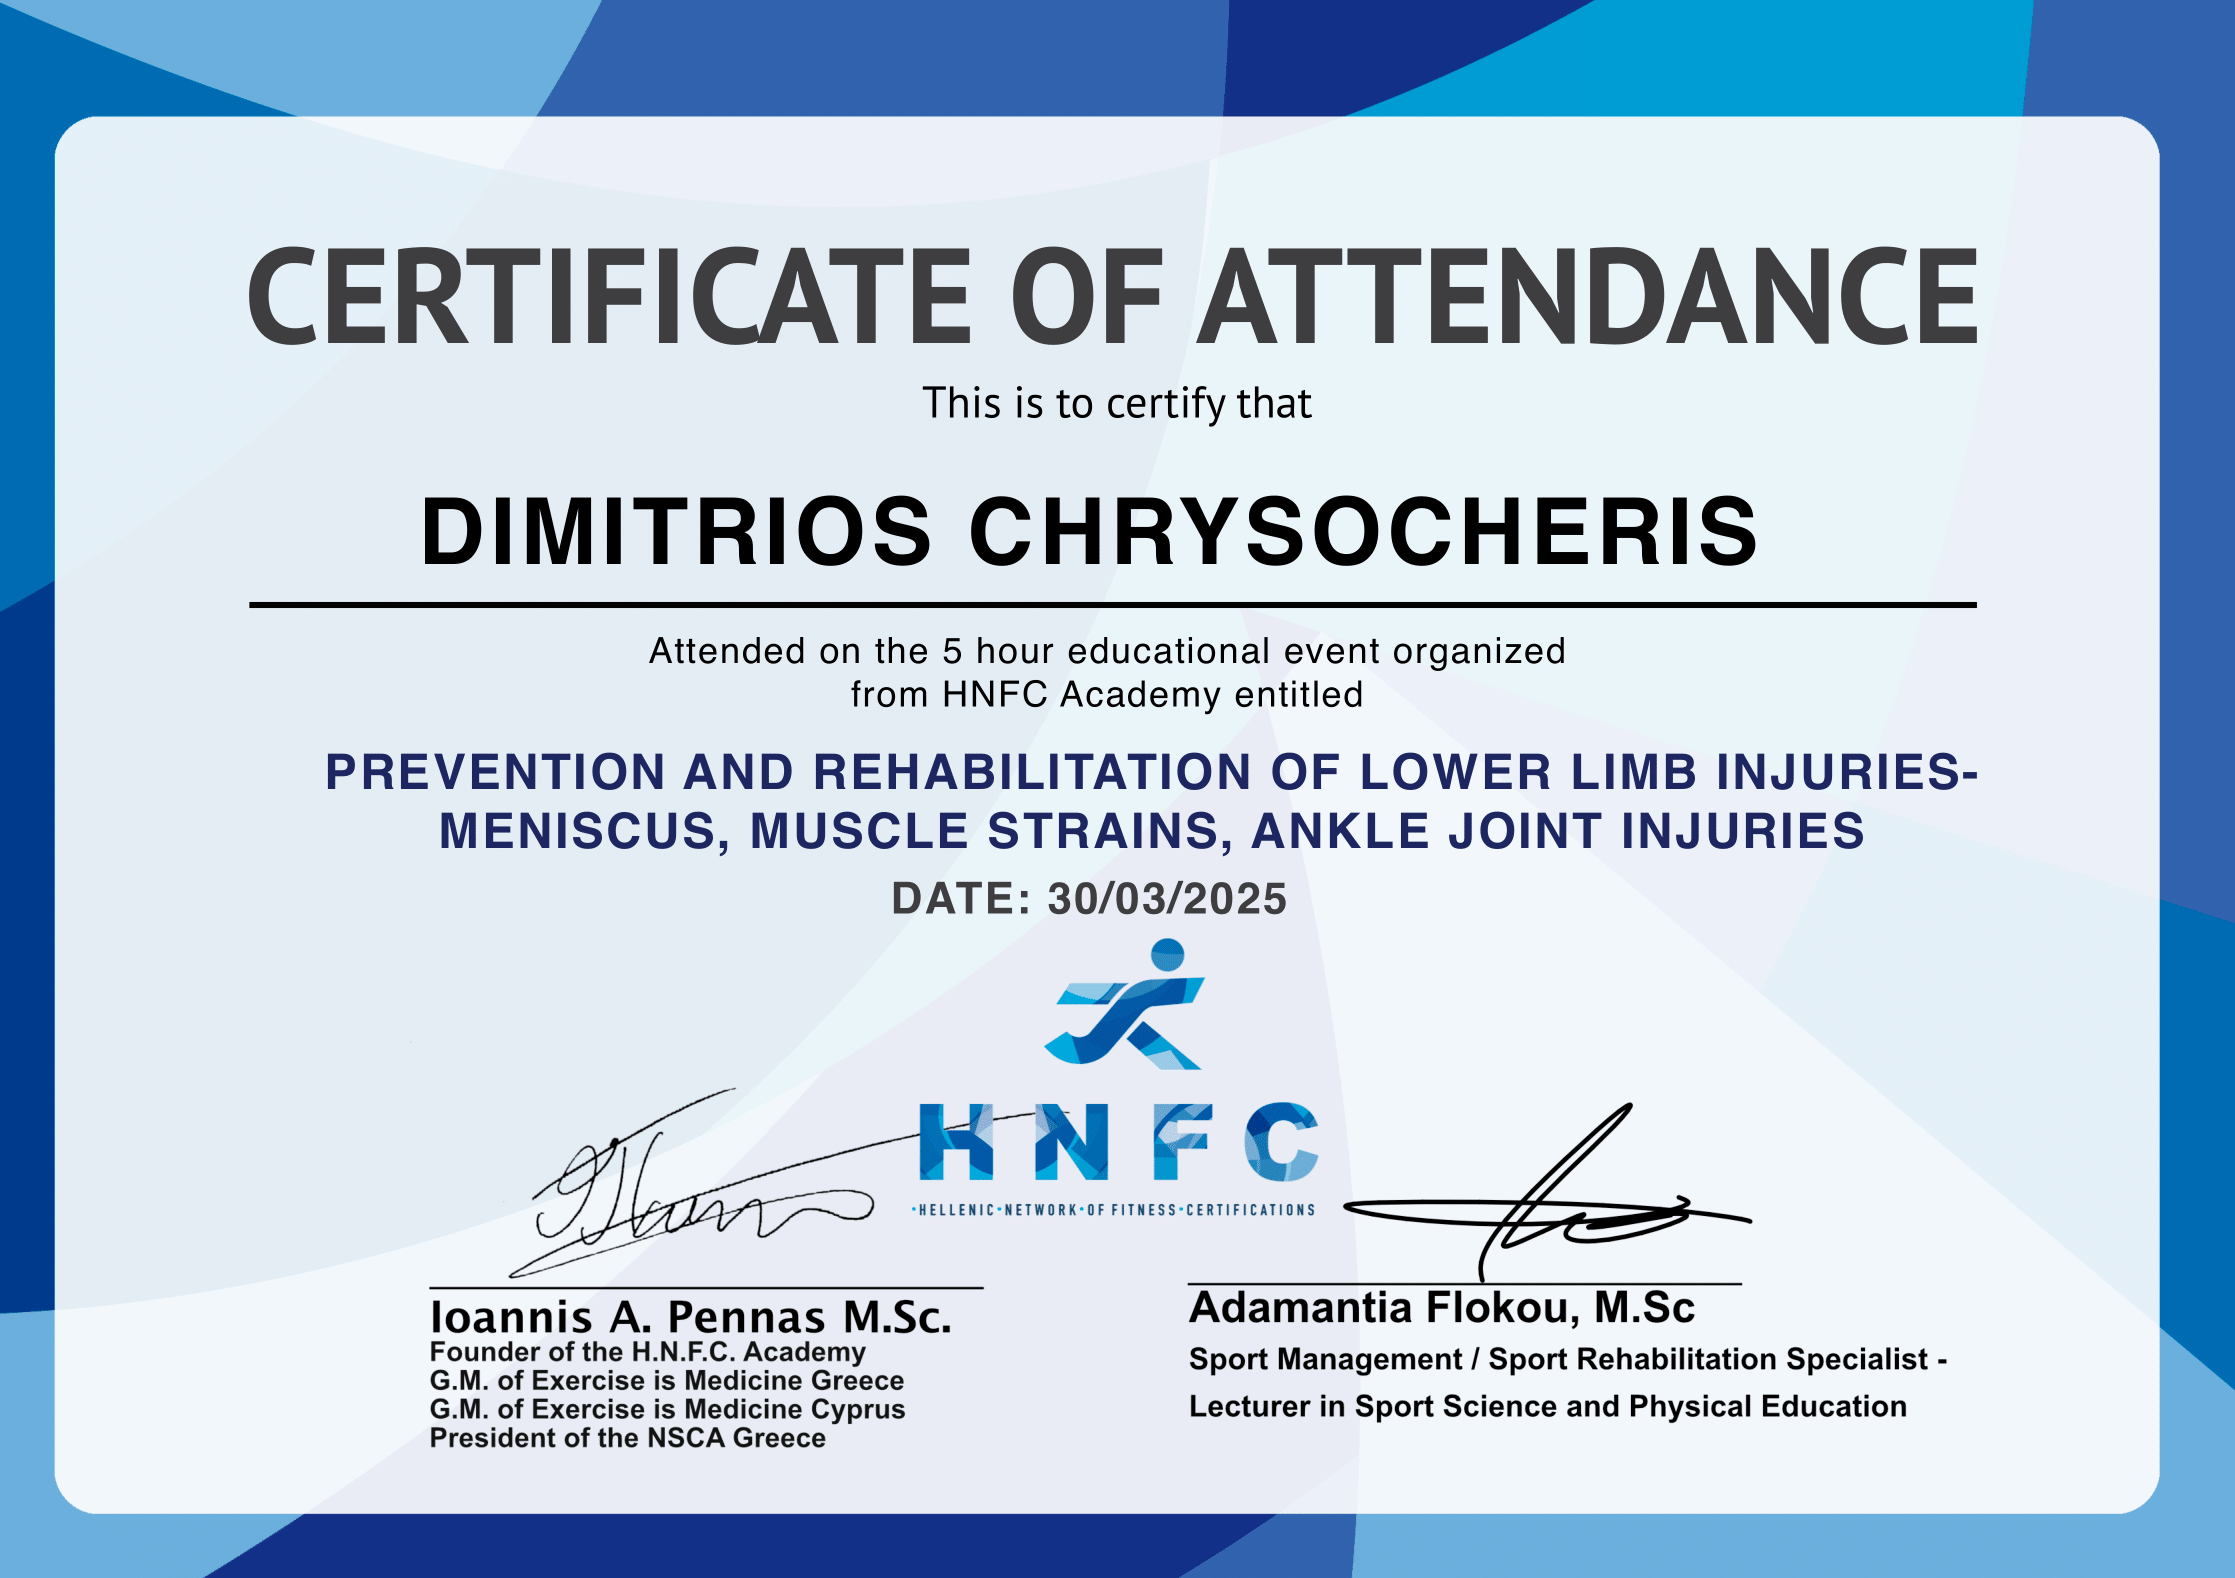 CERTIFICATE OF ATTENDANCE
This is to certify that
DIMITRIOS CHRYSOCHERIS
Attended on the 5 hour educational event organized
from HNFC Academy entitled
PREVENTION AND REHABILITATION OF LOWER LIMB INJURIES-
MENISCUS, MUSCLE STRAINS, ANKLE JOINT INJURIES
DATE: 30/03/2025
HNFC
·HELLENIC·NETWORK·OF FITNESS·CERTIFICATIONS
Ioannis A. Pennas M.Sc.
Founder of the H.N.F.C. Academy
G.M. of Exercise is Medicine Greece
G.M. of Exercise is Medicine Cyprus
President of the NSCA Greece
Adamantia Flokou, M.Sc
Sport Management / Sport Rehabilitation Specialist -
Lecturer in Sport Science and Physical Education